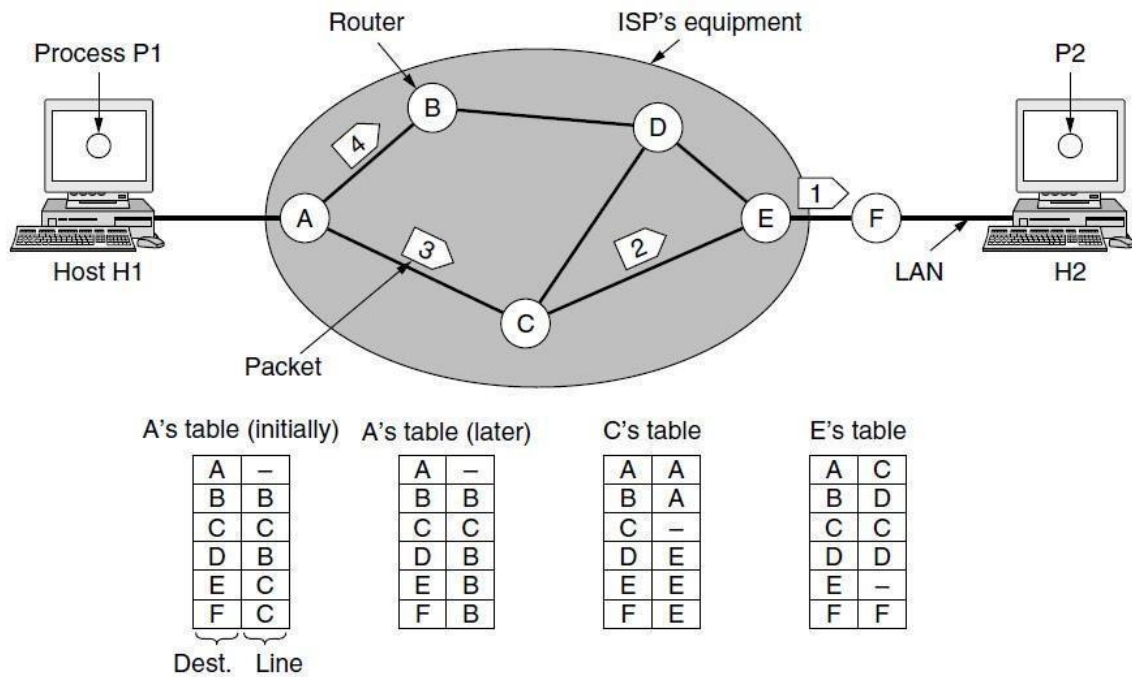 Router
ISP's equipment
Process P1
P2
B
D
4
1
A
E
F
3
2
Host H1
LAN
H2
C
Packet
A's table (initially)
A – 
B B
C C
D B
E C
F C
Dest. Line
A's table (later)
A –
B B
C C
D B
E B
F B
C's table
A A
B A
C –
D E
E E
F E
E's table
A C
B D
C C
D D
E –
F F